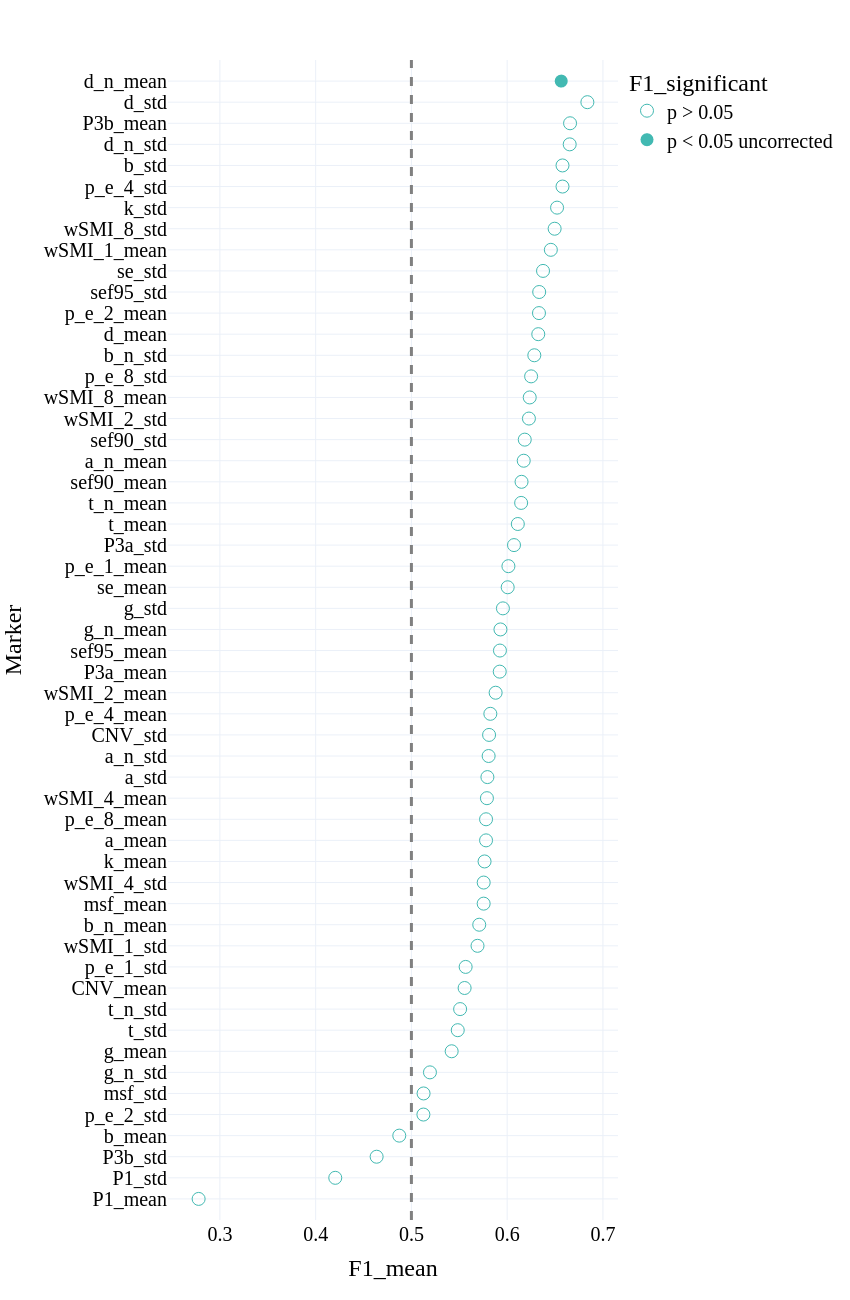 F1_significant
p > 0.05
p < 0.05 uncorrected
Marker
d_n_mean
d_std
P3b_mean
d_n_std
b_std
p_e_4_std
k_std
wSMI_8_std
wSMI_1_mean
se_std
sef95_std
p_e_2_mean
d_mean
b_n_std
p_e_8_std
wSMI_8_mean
wSMI_2_std
sef90_std
a_n_mean
sef90_mean
t_n_mean
t_mean
P3a_std
p_e_1_mean
se_mean
g_std
g_n_mean
sef95_mean
P3a_mean
wSMI_2_mean
p_e_4_mean
CNV_std
a_n_std
a_std
wSMI_4_mean
p_e_8_mean
a_mean
k_mean
wSMI_4_std
msf_mean
b_n_mean
wSMI_1_std
p_e_1_std
CNV_mean
t_n_std
t_std
g_mean
g_n_std
msf_std
p_e_2_std
b_mean
P3b_std
P1_std
P1_mean
0.3 0.4 0.5 0.6 0.7
F1_mean